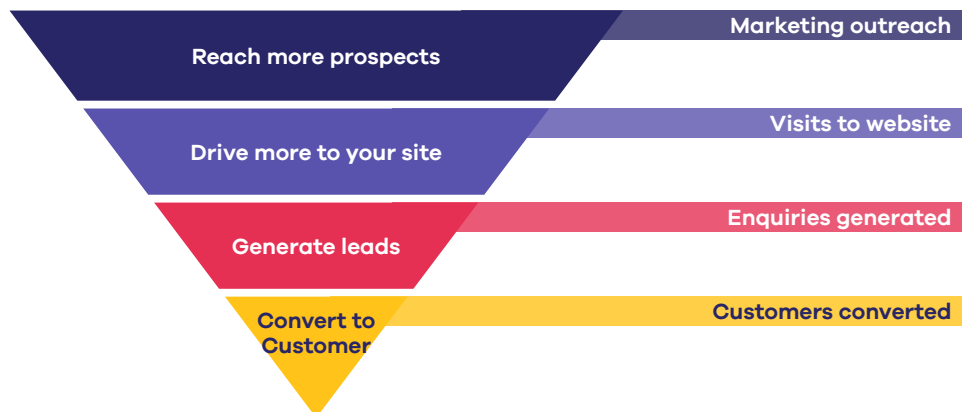 Marketing outreach
Reach more prospects
Visits to website
Drive more to your site
Enquiries generated
Generate leads
Customers converted
Convert to
Customer